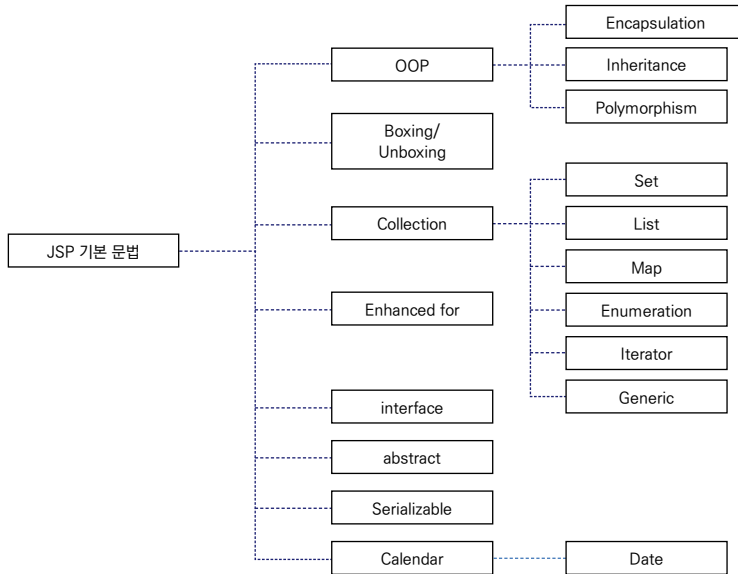 JSP 기본 문법
OOP
Encapsulation
Inheritance
Polymorphism
Boxing/
Unboxing
Collection
Set
List
Map
Enumeration
Iterator
Generic
Enhanced for
interface
abstract
Serializable
Calendar
Date